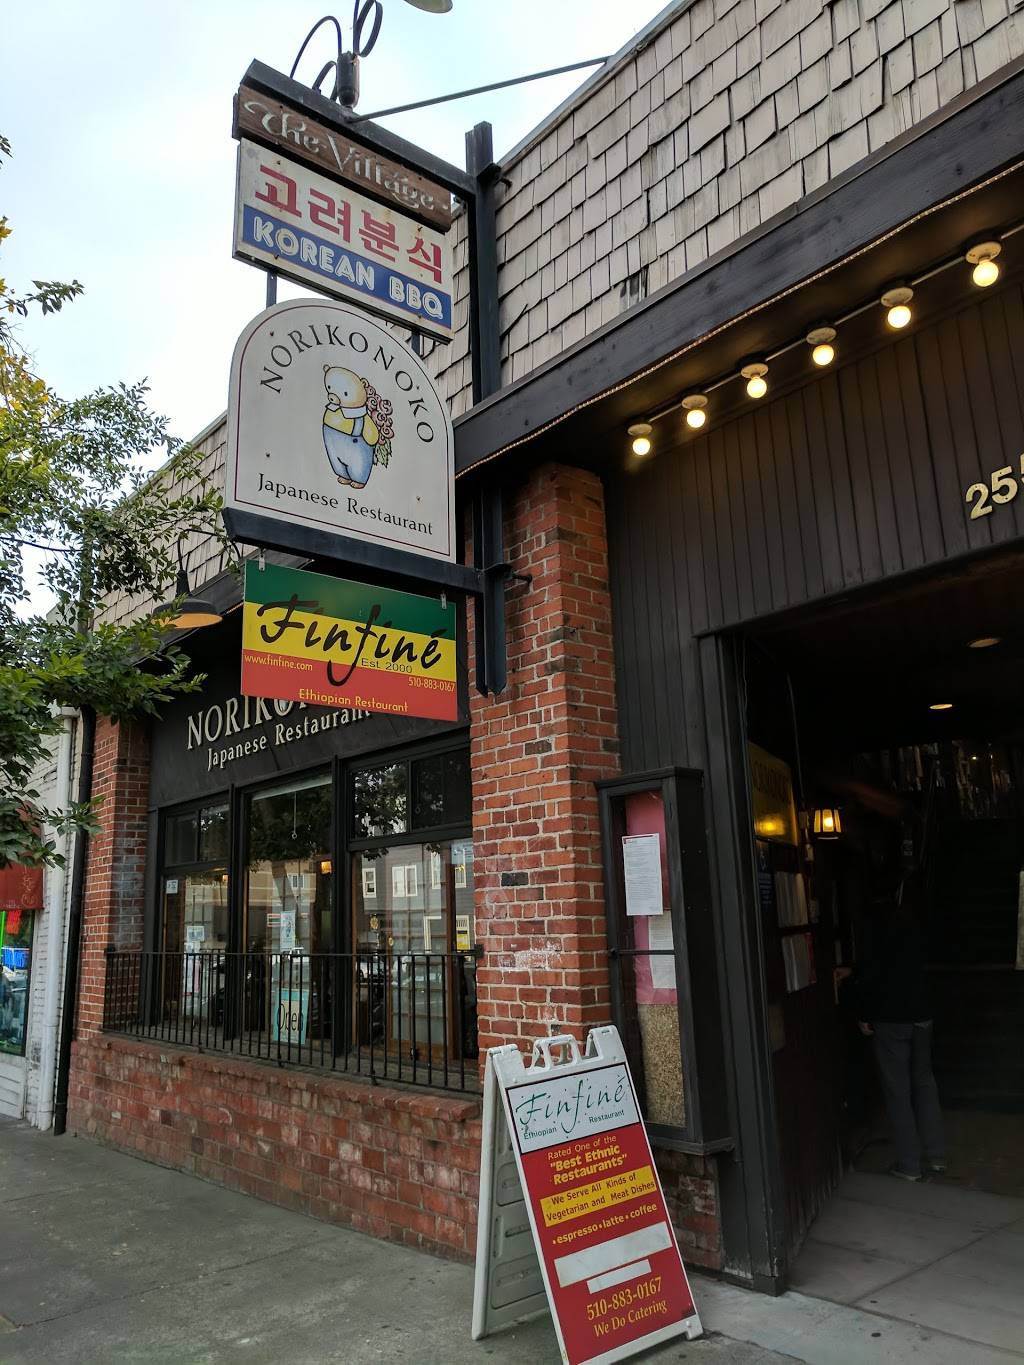 The Village
고려분식
KOREAN BBQ
NORIKONOKO
Japanese Restaurant
Finfiné
Est. 2000
www.finfine.com
510-883-0167
Ethiopian Restaurant
Japanese Restaurant
Open
Finfiné
Ethiopian Restaurant
Rated One of the
"Best Ethnic
Restaurants"
We Serve All Kinds of
Vegetarian and Meat Dishes
• espresso • latte • coffee
510-883-0167
We Do Catering